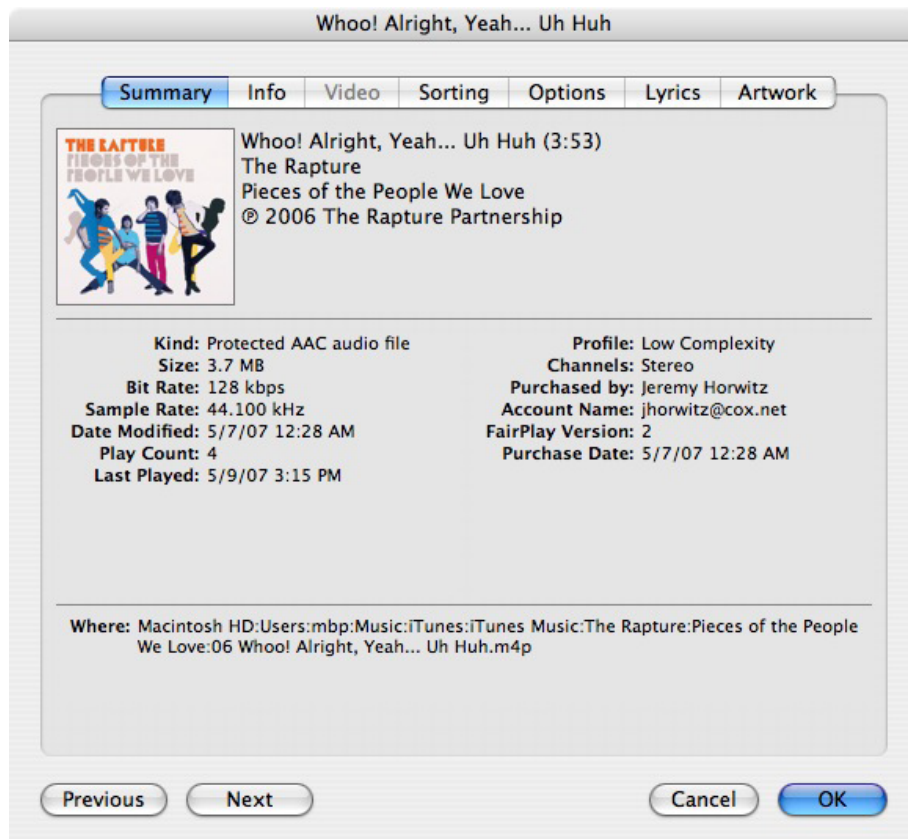 Whoo! Alright, Yeah... Uh Huh
Summary Info Video Sorting Options Lyrics Artwork
THE RAPTURE
PIECES OF THE
PEOPLE WE LOVE
Whoo! Alright, Yeah... Uh Huh (3:53)
The Rapture
Pieces of the People We Love
℗ 2006 The Rapture Partnership
Kind: Protected AAC audio file
Size: 3.7 MB
Bit Rate: 128 kbps
Sample Rate: 44.100 kHz
Date Modified: 5/7/07 12:28 AM
Play Count: 4
Last Played: 5/9/07 3:15 PM
Profile: Low Complexity
Channels: Stereo
Purchased by: Jeremy Horwitz
Account Name: jhorwitz@cox.net
FairPlay Version: 2
Purchase Date: 5/7/07 12:28 AM
Where: Macintosh HD:Users:mbp:Music:iTunes:iTunes Music:The Rapture:Pieces of the People
We Love:06 Whoo! Alright, Yeah... Uh Huh.m4p
Previous Next Cancel OK